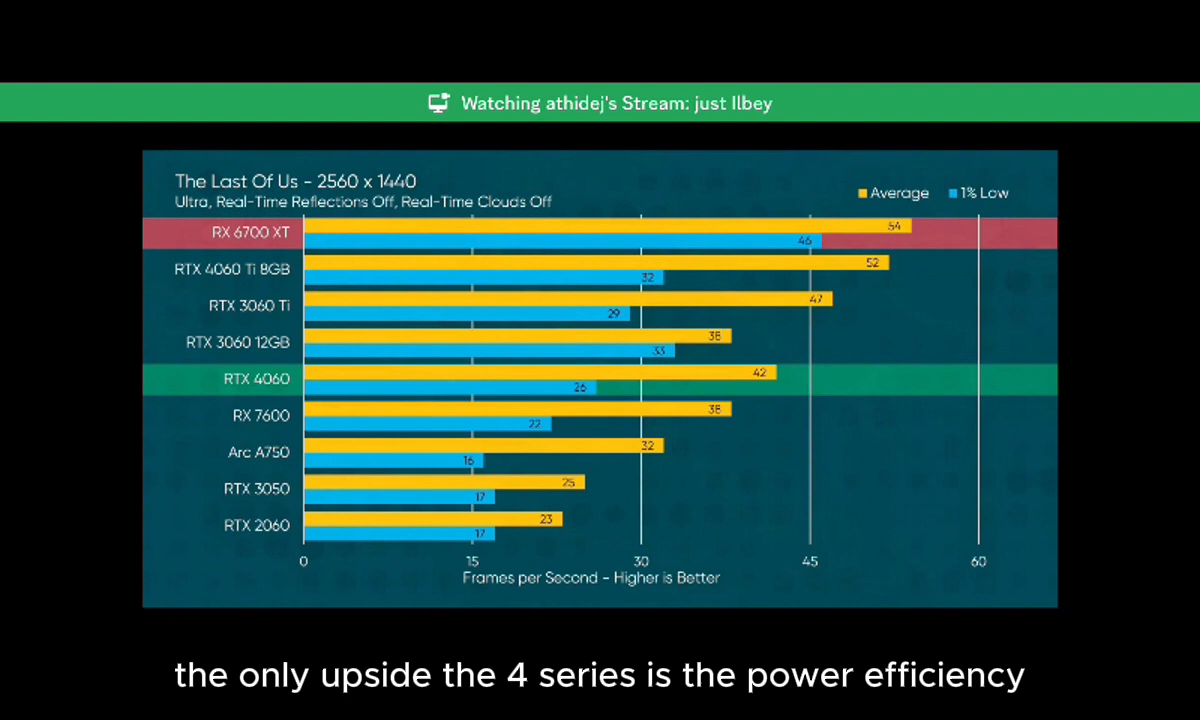 Watching athidej's Stream: just Ilbey
The Last Of Us - 2560 x 1440
Ultra, Real-Time Reflections Off, Real-Time Clouds Off
Average 1% Low
RX 6700 XT 54
46
RTX 4060 Ti 8GB 52
32
RTX 3060 Ti 47
29
RTX 3060 12GB 38
33
RTX 4060 42
26
RX 7600 38
22
Arc A750 32
16
RTX 3050 25
17
RTX 2060 23
17
0 15 30 45 60
Frames per Second - Higher is Better
the only upside the 4 series is the power efficiency